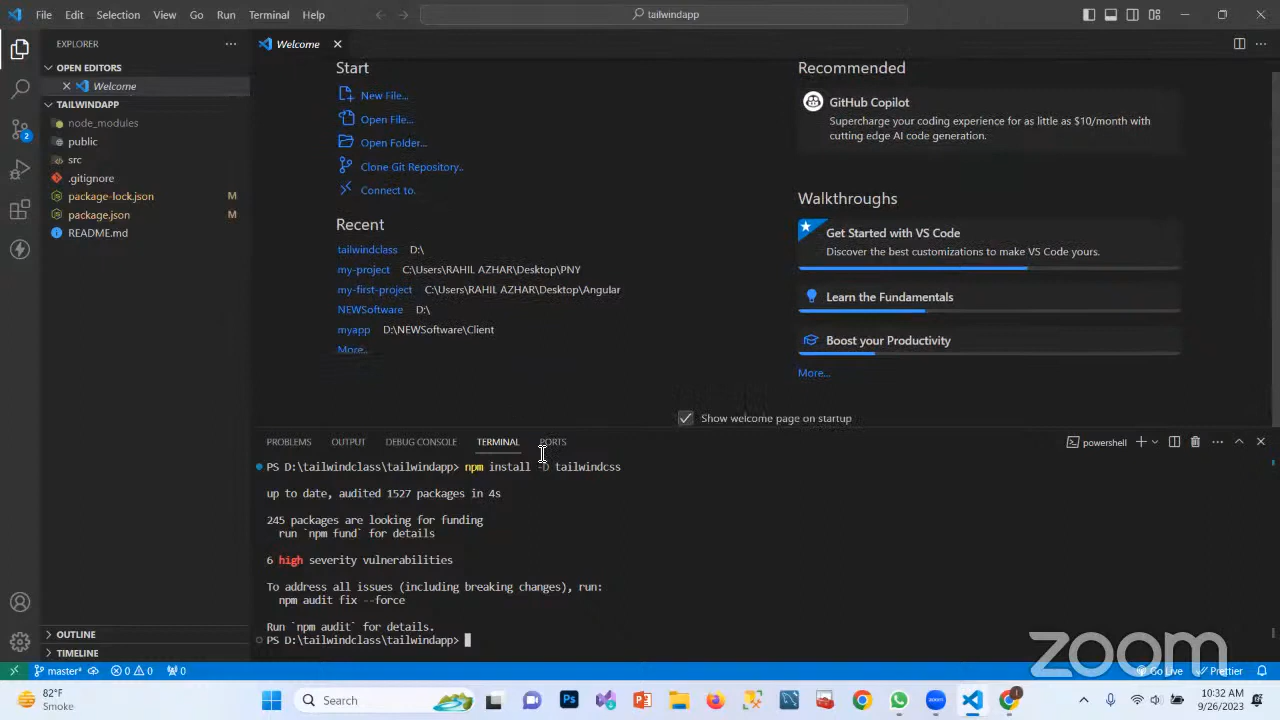 File Edit Selection View Go Run Terminal Help
tailwindapp
EXPLORER
OPEN EDITORS
Welcome
TAILWINDAPP
node_modules
public
src
.gitignore
package-lock.json M
package.json M
README.md
OUTLINE
TIMELINE
2
Welcome
Start
New File...
Open File...
Open Folder...
Clone Git Repository..
Connect to.
Recent
tailwindclass D:\
my-project C:\Users\RAHIL AZHAR\Desktop\PNY
my-first-project C:\Users\RAHIL AZHAR\Desktop\Angular
NEWSoftware D:\
myapp D:\NEWSoftware\Client
More..
Recommended
GitHub Copilot
Supercharge your coding experience for as little as $10/month with
cutting edge AI code generation.
Walkthroughs
Get Started with VS Code
Discover the best customizations to make VS Code yours.
Learn the Fundamentals
Boost your Productivity
More...
Show welcome page on startup
PROBLEMS OUTPUT DEBUG CONSOLE TERMINAL PORTS
powershell
PS D:\tailwindclass\tailwindapp> npm install -D tailwindcss
up to date, audited 1527 packages in 4s
245 packages are looking for funding
run `npm fund` for details
6 high severity vulnerabilities
To address all issues (including breaking changes), run:
npm audit fix --force
Run `npm audit` for details.
PS D:\tailwindclass\tailwindapp>
zoom
master* 0 0 0 Go Live Prettier
82°F
Smoke
Search
10:32 AM
9/26/2023